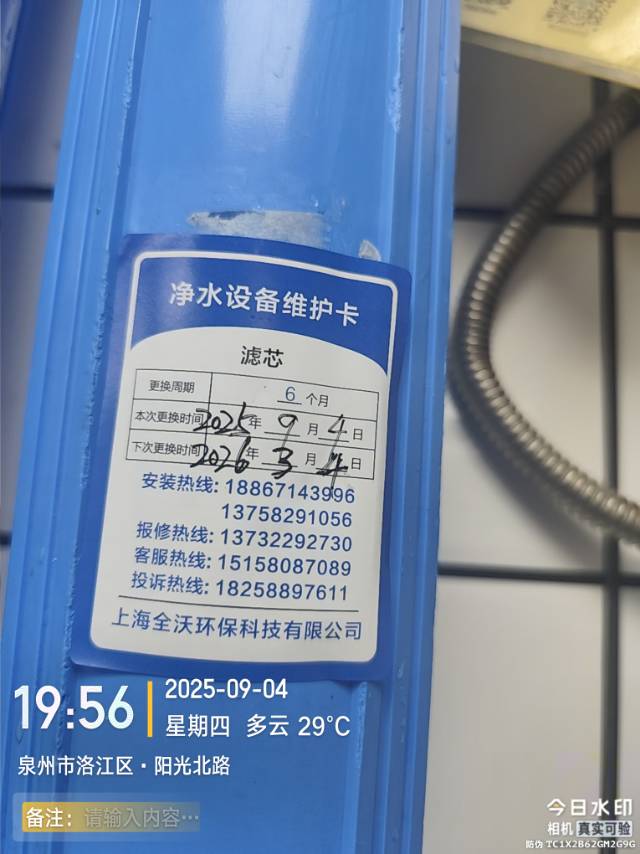 净水设备维护卡
滤芯
更换周期 6 个月
本次更换时间 2025 年 9 月 4 日
下次更换时间 2026 年 3 月 4 日
安装热线: 18867143996
13758291056
报修热线: 13732292730
客服热线: 15158087089
投诉热线: 18258897611
上海全沃环保科技有限公司
19:56
2025-09-04
星期四 多云 29°C
泉州市洛江区·阳光北路
备注: 请输入内容…
今日水印
相机 真实可验
防伪 TC1X2B62GM2G9G